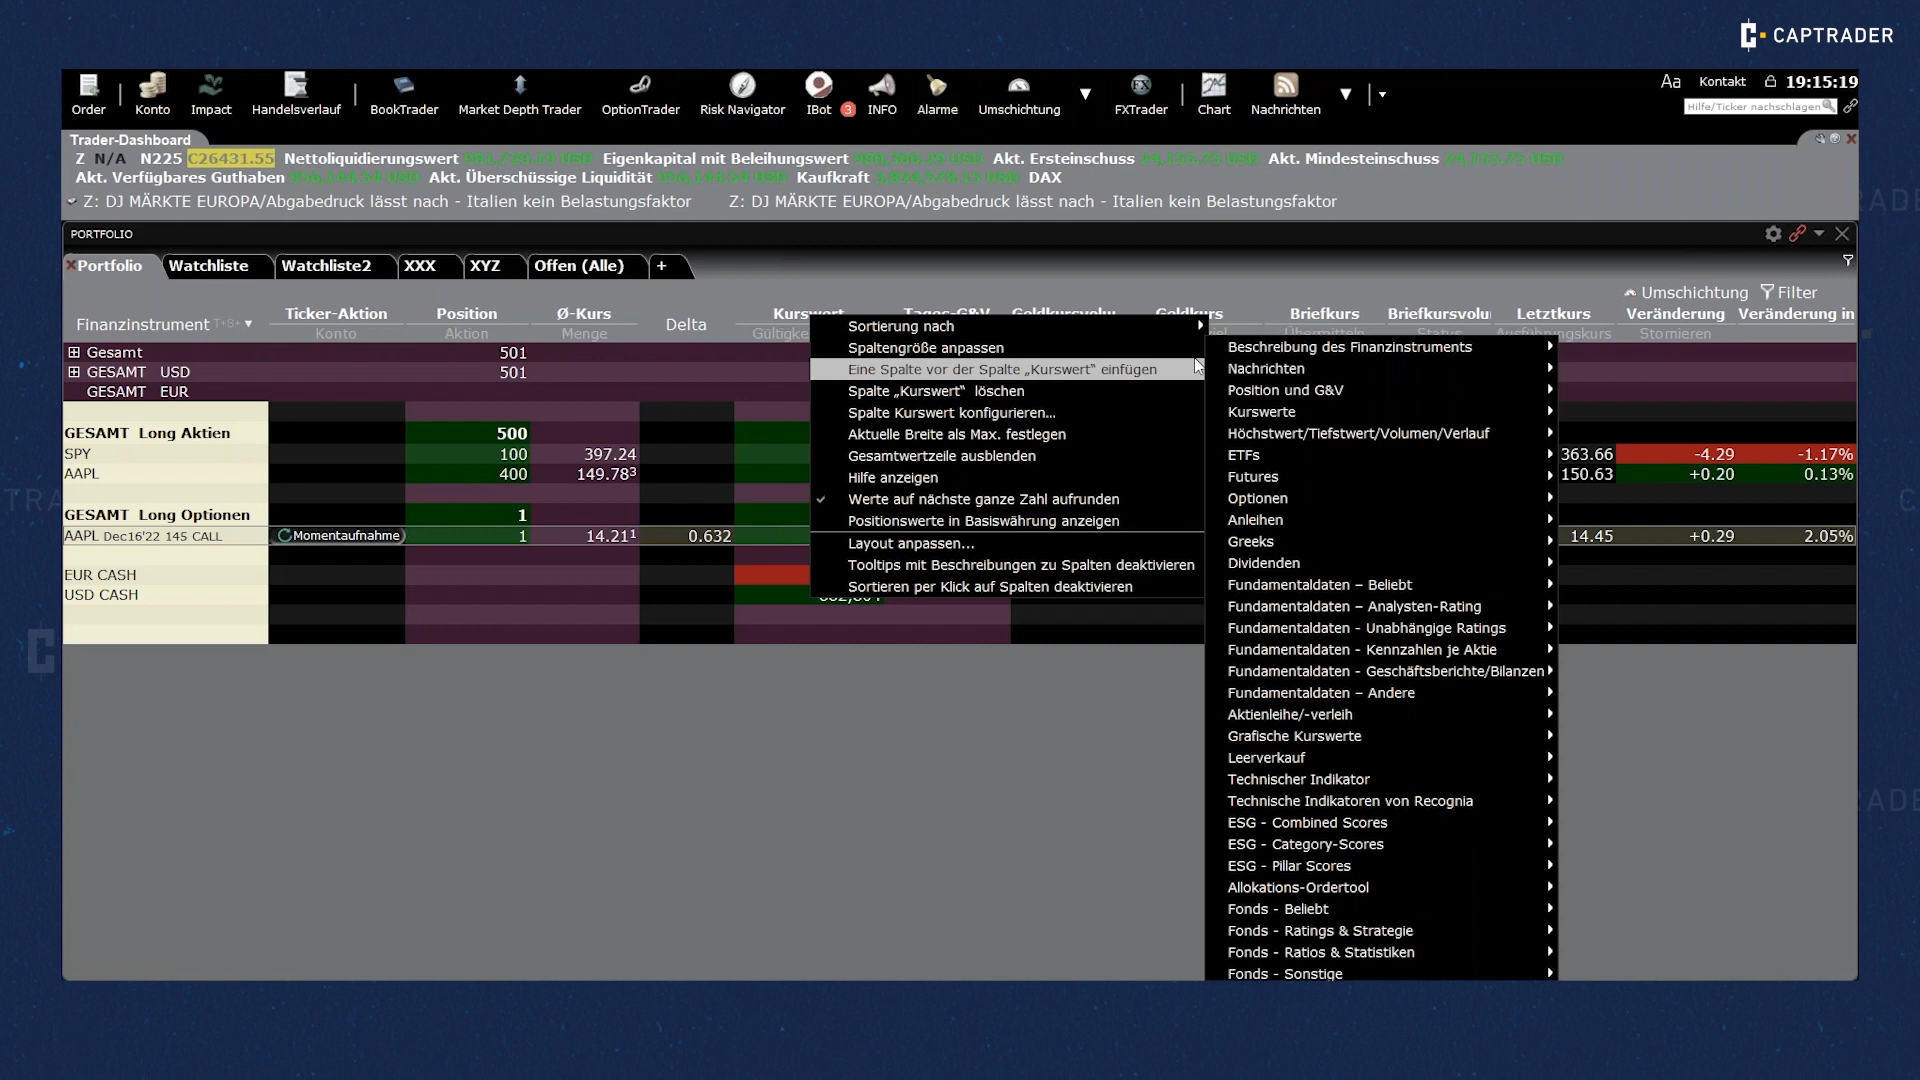 CAPTRADER
Order Konto Impact Handelsverlauf BookTrader Market Depth Trader OptionTrader Risk Navigator IBot 3 INFO Alarme Umschichtung FXTrader Chart Nachrichten
Aa Kontakt 19:15:19
Hilfe/Ticker nachschlagen
Trader-Dashboard
Z N/A N225 C26431.55 Nettoliquidierungswert Eigenkapital mit Beleihungswert Akt. Ersteinschuss Akt. Mindesteinschuss
Akt. Verfügbares Guthaben Akt. Überschüssige Liquidität Kaufkraft DAX
Z: DJ MÄRKTE EUROPA/Abgabedruck lässt nach - Italien kein Belastungsfaktor Z: DJ MÄRKTE EUROPA/Abgabedruck lässt nach - Italien kein Belastungsfaktor
PORTFOLIO
Portfolio Watchliste Watchliste2 XXX XYZ Offen (Alle) +
Umschichtung Filter
Finanzinstrument Ticker-Aktion Position Ø-Kurs Delta Briefkurs Briefkursvolu Letztkurs Veränderung Veränderung in
Konto Aktion Menge Stornieren
Gesamt 501
GESAMT USD 501
GESAMT EUR
GESAMT Long Aktien 500
SPY 100 397.24 363.66 -4.29 -1.17%
AAPL 400 149.78³ 150.63 +0.20 0.13%
GESAMT Long Optionen 1
AAPL Dec16'22 145 CALL Momentaufnahme 1 14.21¹ 0.632 14.45 +0.29 2.05%
EUR CASH
USD CASH
Sortierung nach
Spaltengröße anpassen
Eine Spalte vor der Spalte „Kurswert“ einfügen
Spalte „Kurswert“ löschen
Spalte Kurswert konfigurieren...
Aktuelle Breite als Max. festlegen
Gesamtwertzeile ausblenden
Hilfe anzeigen
Werte auf nächste ganze Zahl aufrunden
Positionswerte in Basiswährung anzeigen
Layout anpassen...
Tooltips mit Beschreibungen zu Spalten deaktivieren
Sortieren per Klick auf Spalten deaktivieren
Beschreibung des Finanzinstruments
Nachrichten
Position und G&V
Kurswerte
Höchstwert/Tiefstwert/Volumen/Verlauf
ETFs
Futures
Optionen
Anleihen
Greeks
Dividenden
Fundamentaldaten – Beliebt
Fundamentaldaten – Analysten-Rating
Fundamentaldaten - Unabhängige Ratings
Fundamentaldaten - Kennzahlen je Aktie
Fundamentaldaten - Geschäftsberichte/Bilanzen
Fundamentaldaten – Andere
Aktienleihe/-verleih
Grafische Kurswerte
Leerverkauf
Technischer Indikator
Technische Indikatoren von Recognia
ESG - Combined Scores
ESG - Category-Scores
ESG - Pillar Scores
Allokations-Ordertool
Fonds - Beliebt
Fonds - Ratings & Strategie
Fonds - Ratios & Statistiken
Fonds - Sonstige